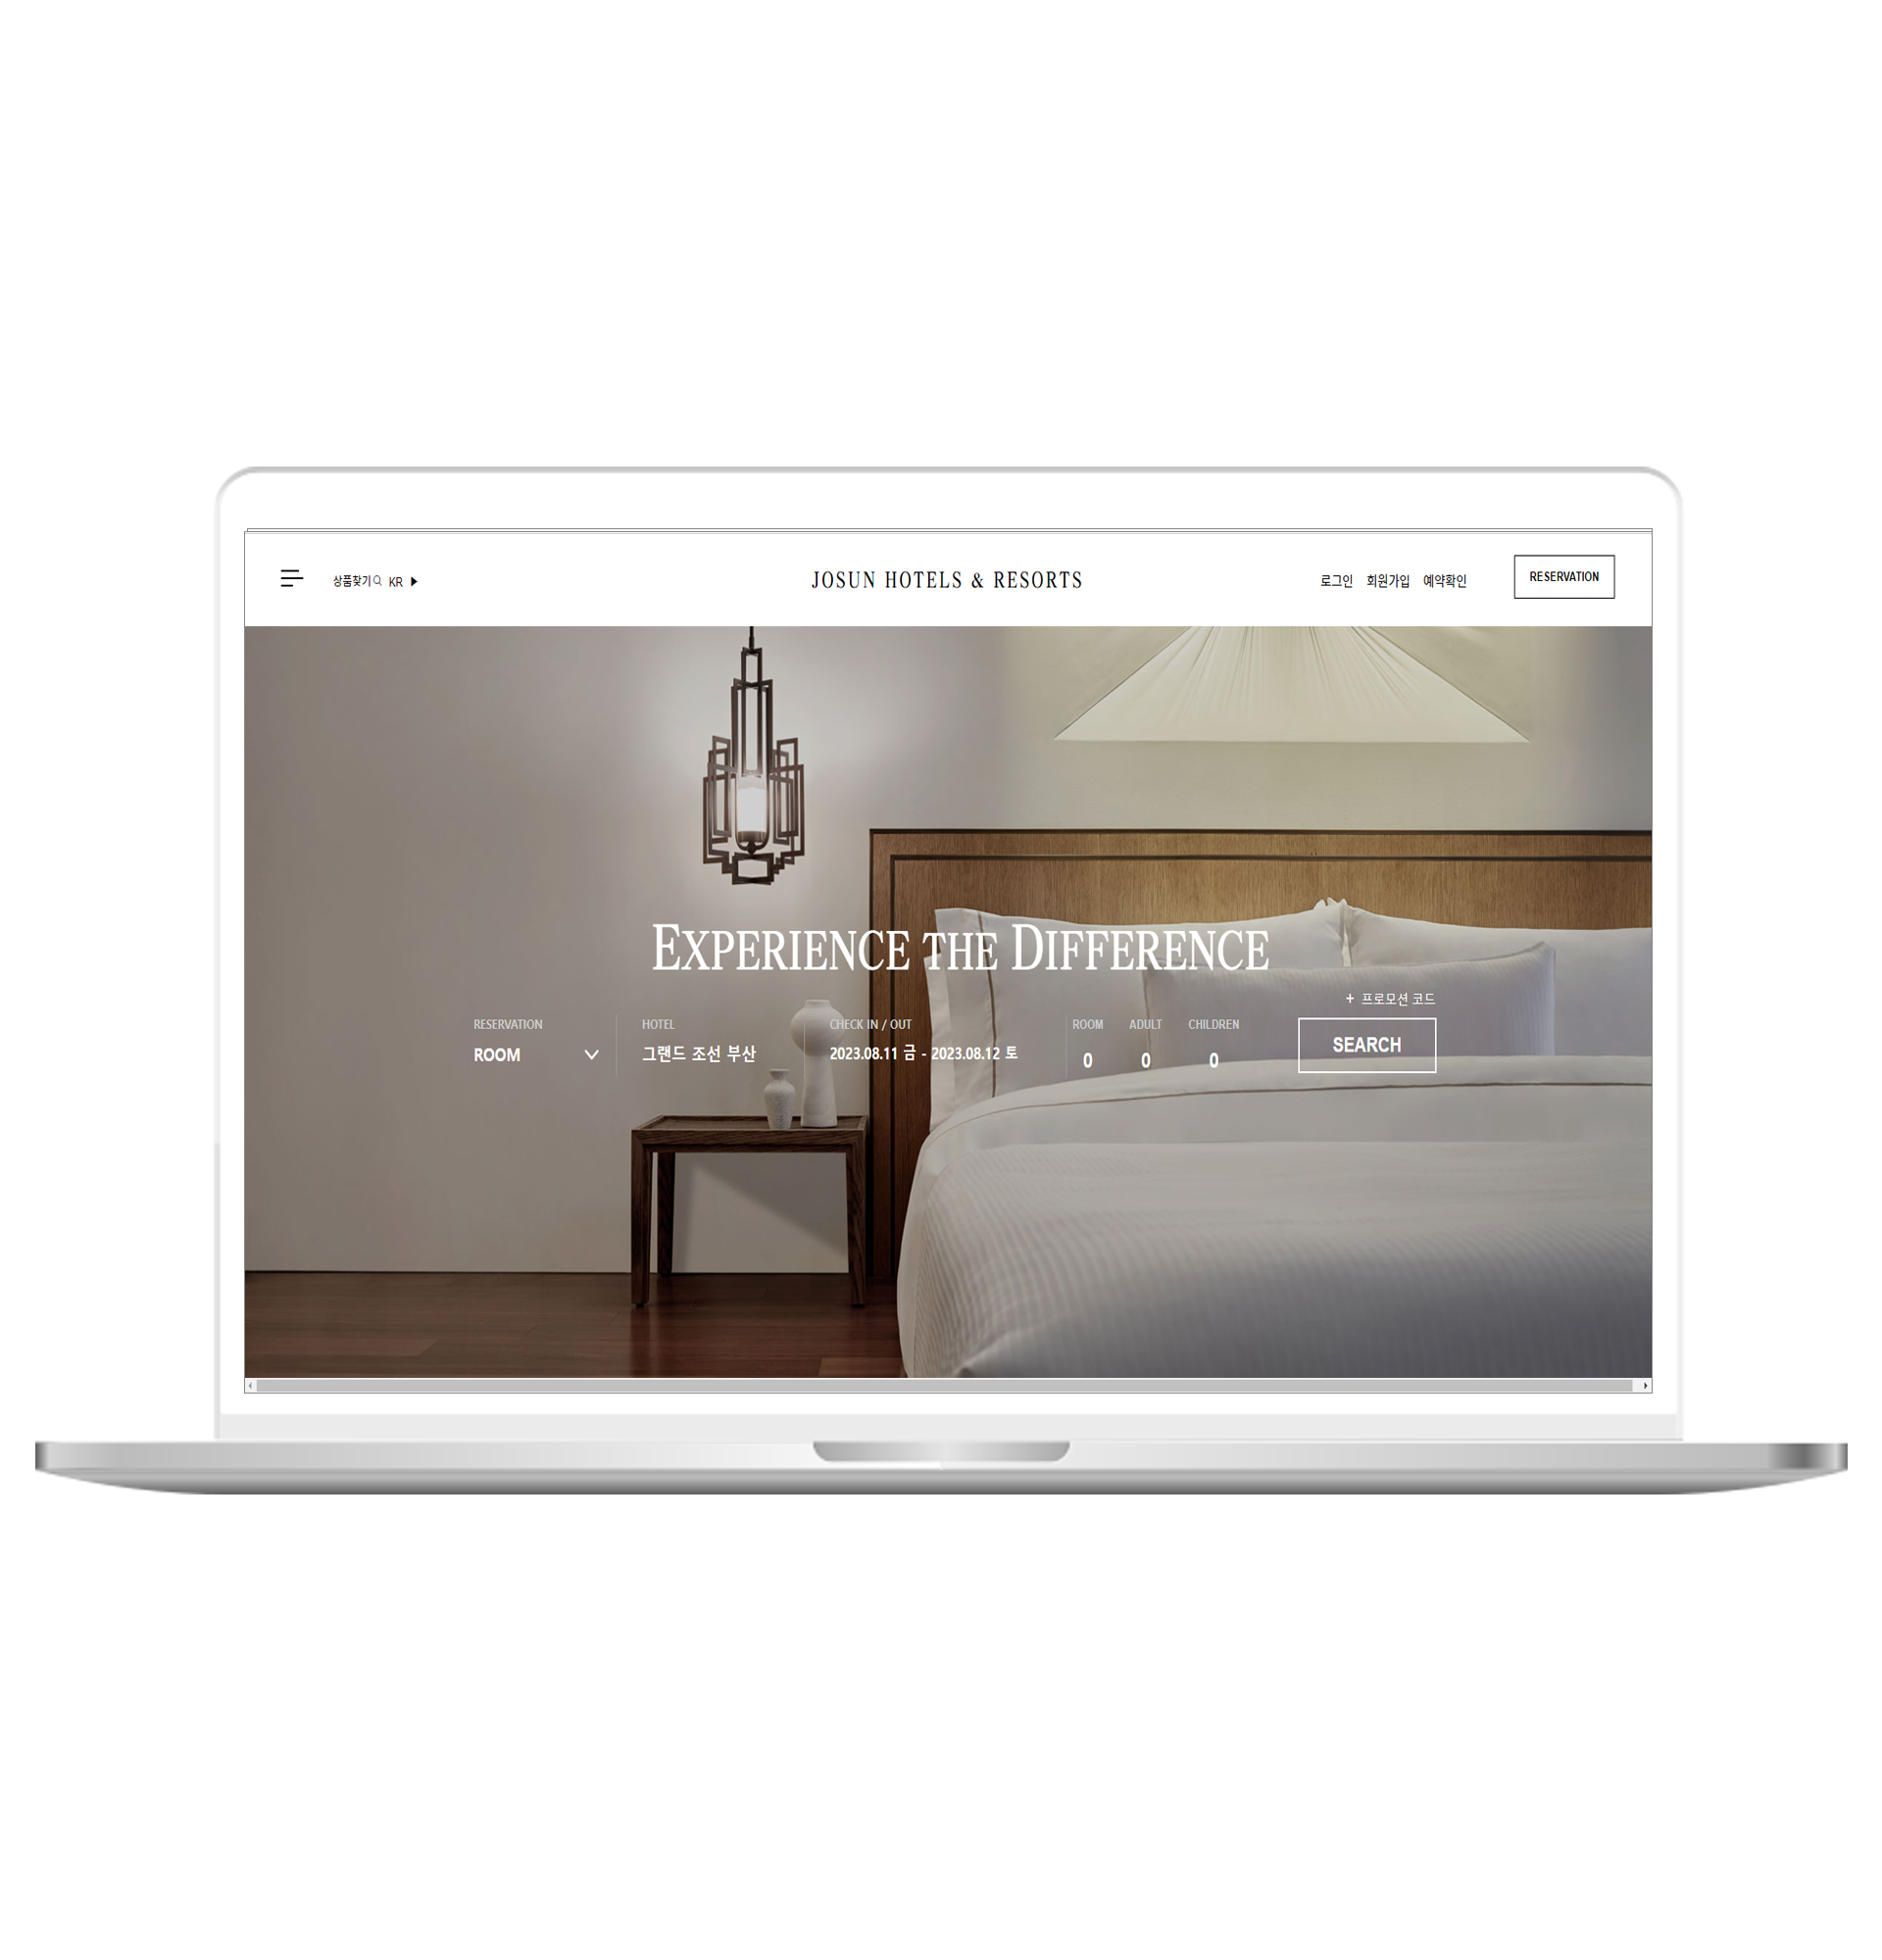 상품찾기 KR
JOSUN HOTELS & RESORTS
로그인 회원가입 예약확인
RESERVATION
EXPERIENCE THE DIFFERENCE
+ 프로모션 코드
RESERVATION HOTEL CHECK IN / OUT ROOM ADULT CHILDREN
ROOM 그랜드 조선 부산 2023.08.11 금 - 2023.08.12 토 0 0 0
SEARCH